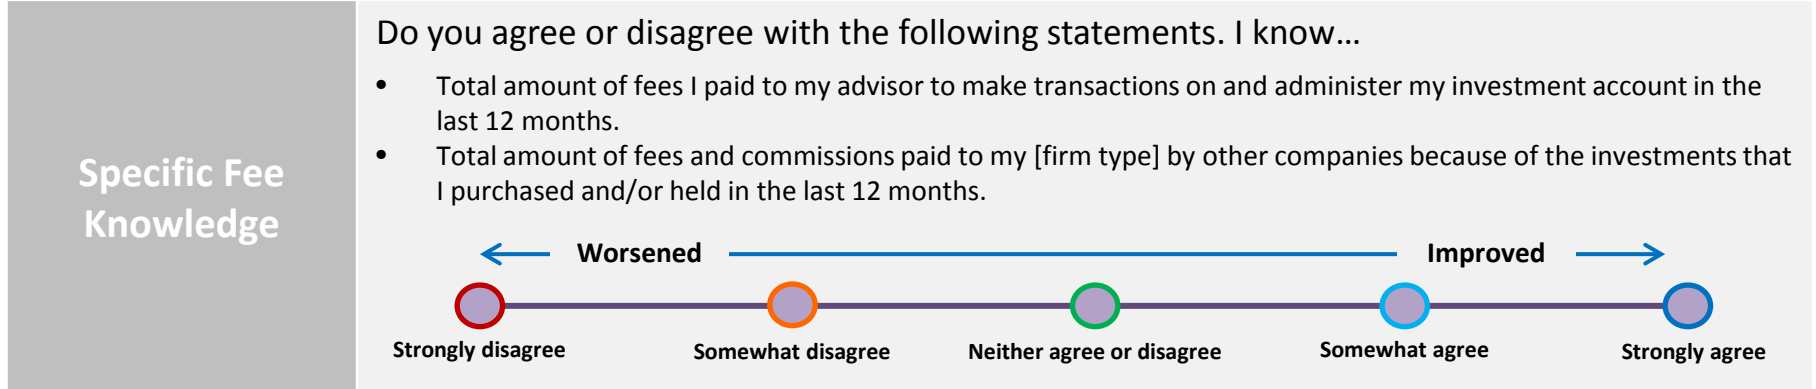 Specific Fee
Knowledge
Do you agree or disagree with the following statements. I know…
• Total amount of fees I paid to my advisor to make transactions on and administer my investment account in the
last 12 months.
• Total amount of fees and commissions paid to my [firm type] by other companies because of the investments that
I purchased and/or held in the last 12 months.
Worsened Improved
Strongly disagree Somewhat disagree Neither agree or disagree Somewhat agree Strongly agree